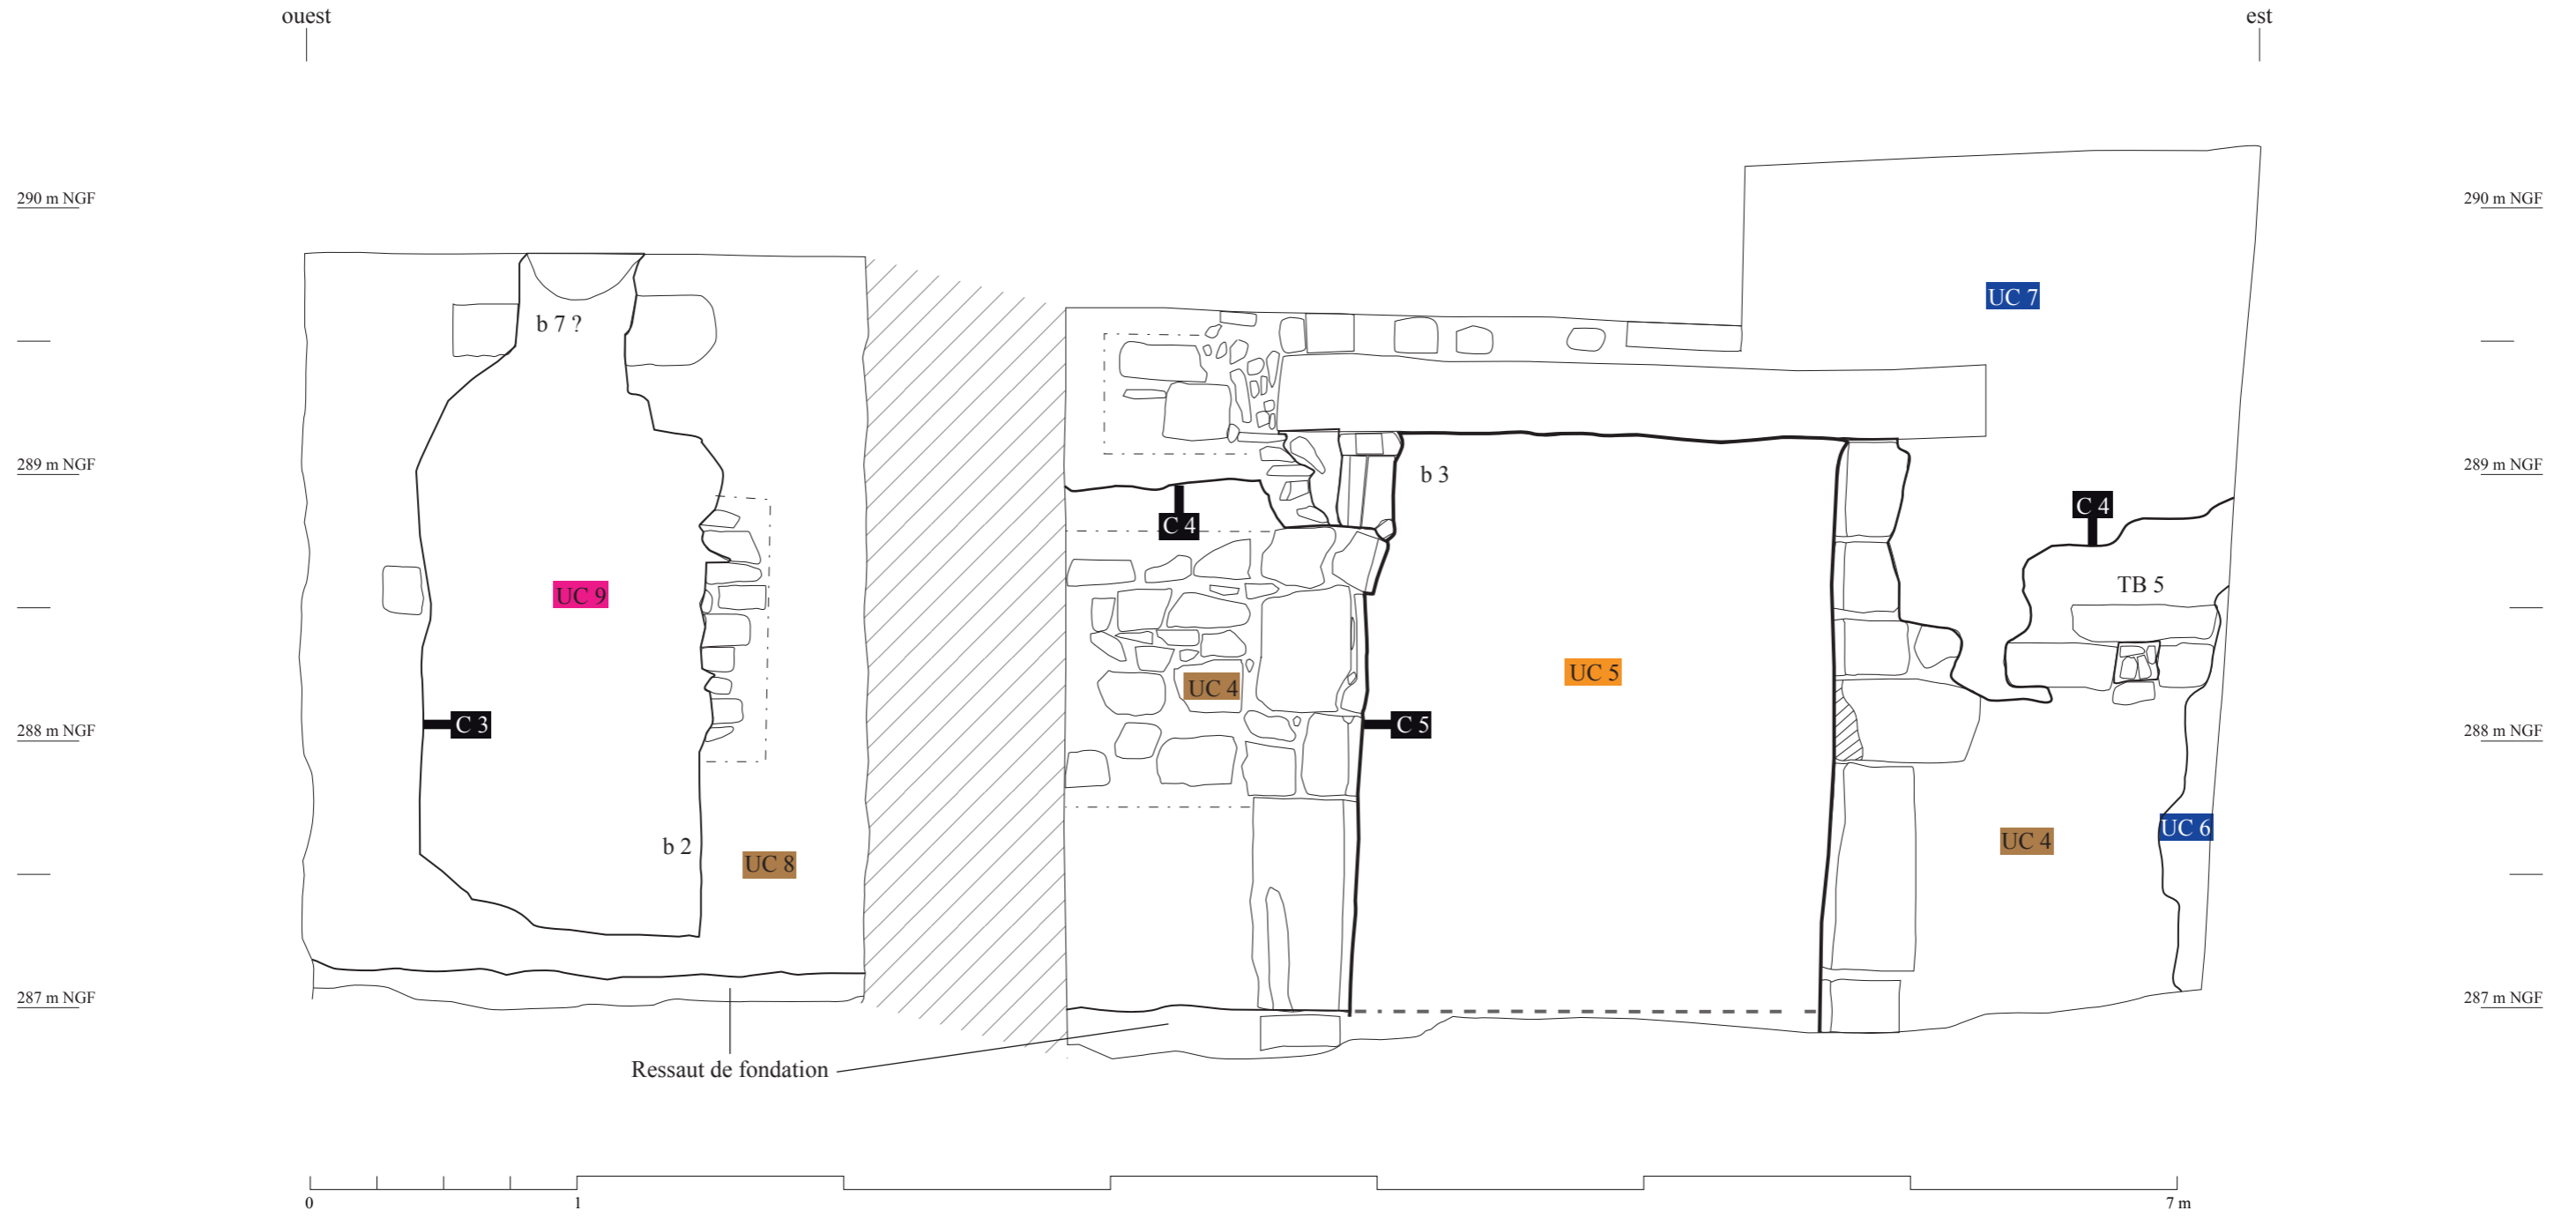 ouest
est
290 m NGF
290 m NGF
UC 7
b 7 ?
289 m NGF
b 3
289 m NGF
C 4
C 4
TB 5
UC 9
UC 5
UC 4
C 3
C 5
288 m NGF
288 m NGF
b 2
UC 8
UC 4
UC 6
287 m NGF
287 m NGF
Ressaut de fondation
0
1
7 m